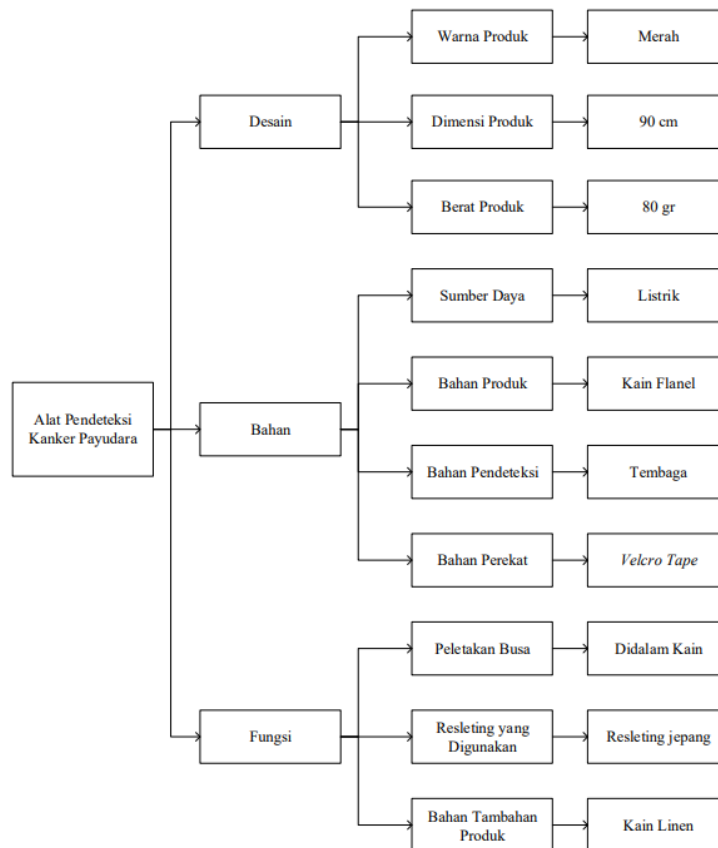 Warna Produk
Merah
Desain
Dimensi Produk
90 cm
Berat Produk
80 gr
Sumber Daya
Listrik
Bahan Produk
Kain Flanel
Alat Pendeteksi
Kanker Payudara
Bahan
Bahan Pendeteksi
Tembaga
Bahan Perekat
Velcro Tape
Peletakan Busa
Didalam Kain
Fungsi
Resleting yang
Digunakan
Resleting jepang
Bahan Tambahan
Produk
Kain Linen